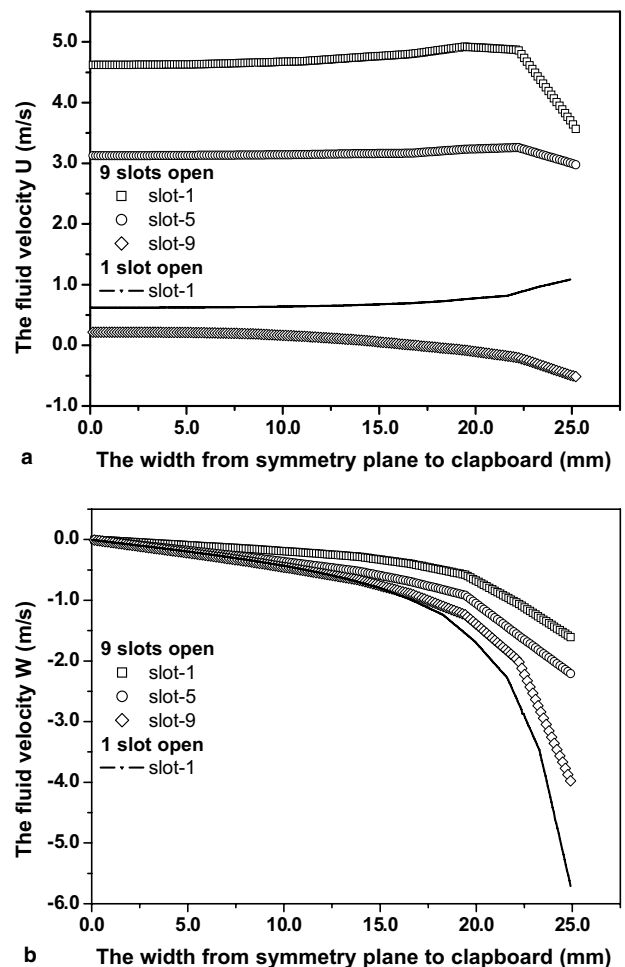 The fluid velocity U (m/s)
5.0
4.0
3.0
2.0
1.0
0.0
-1.0
9 slots open
slot-1
slot-5
slot-9
1 slot open
slot-1
0.0 5.0 10.0 15.0 20.0 25.0
a The width from symmetry plane to clapboard (mm)
The fluid velocity W (m/s)
0.0
-1.0
-2.0
-3.0
-4.0
-5.0
-6.0
9 slots open
slot-1
slot-5
slot-9
1 slot open
slot-1
0.0 5.0 10.0 15.0 20.0 25.0
b The width from symmetry plane to clapboard (mm)